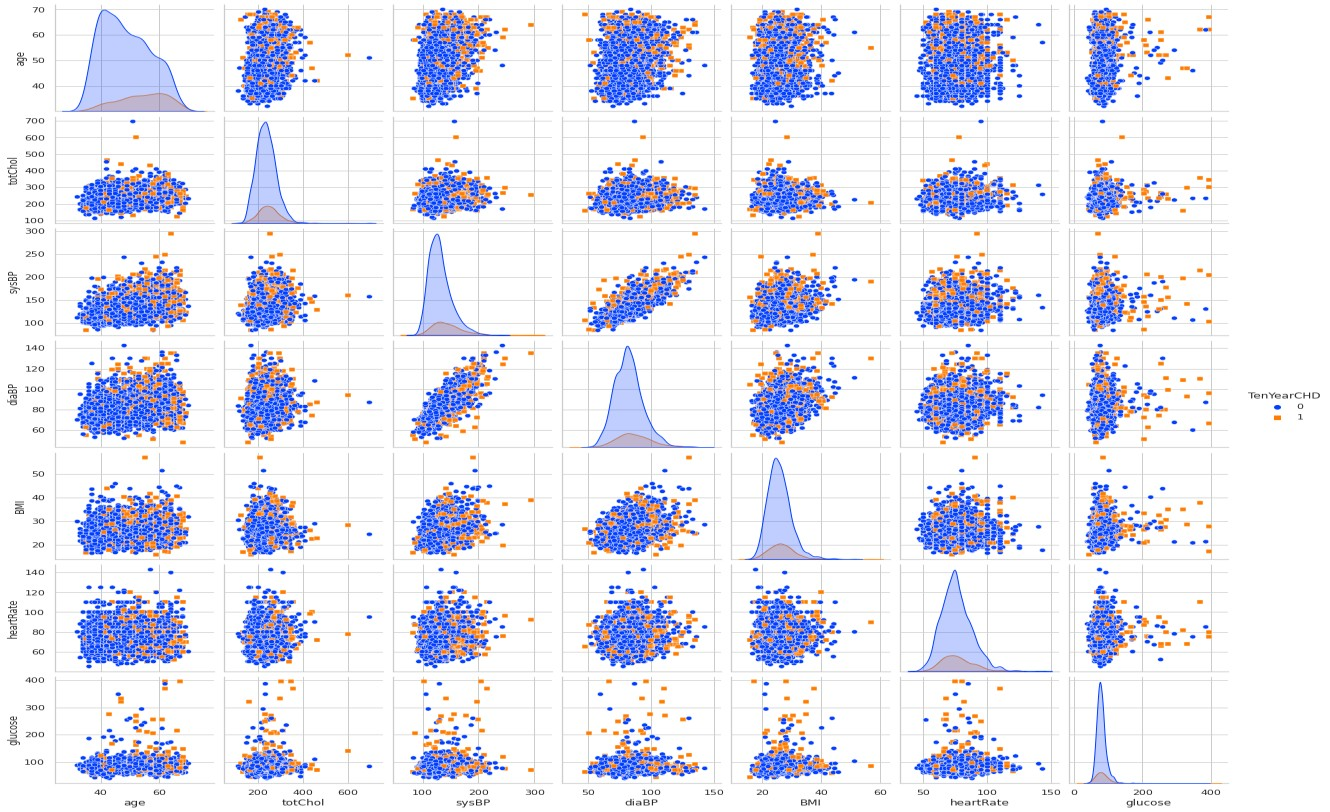 70
60
50
40
age
700
600
500
400
300
200
100
totChol
300
250
200
150
100
sysBP
140
120
100
80
60
diaBP
50
40
30
20
BMI
140
120
100
80
60
heartRate
400
300
200
100
glucose
40 60
200 400 600
100 200 300
50 100 150
20 40 60
50 100 150
0 200 400
age totChol sysBP diaBP BMI heartRate glucose
TenYearCHD
0
1